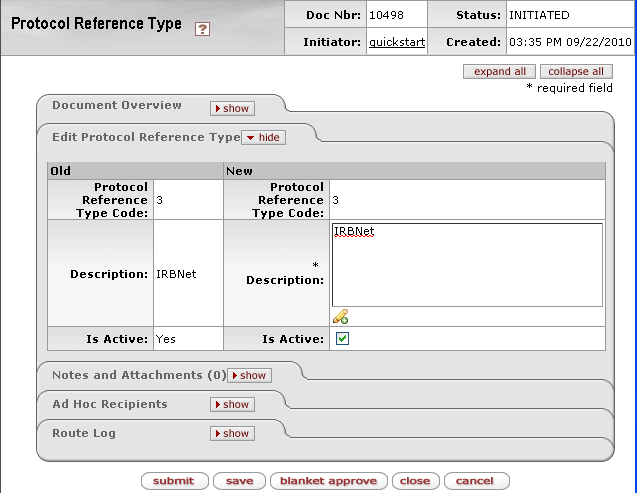 Protocol Reference Type ?
Doc Nbr: 10498 Status: INITIATED
Initiator: quickstart Created: 03:35 PM 09/22/2010
expand all collapse all
* required field
Document Overview show
Edit Protocol Reference Type hide
Old New
Protocol Reference Type Code: 3 Protocol Reference Type Code: 3
Description: IRBNet * Description: IRBNet
Is Active: Yes Is Active:
Notes and Attachments (0) show
Ad Hoc Recipients show
Route Log show
submit save blanket approve close cancel